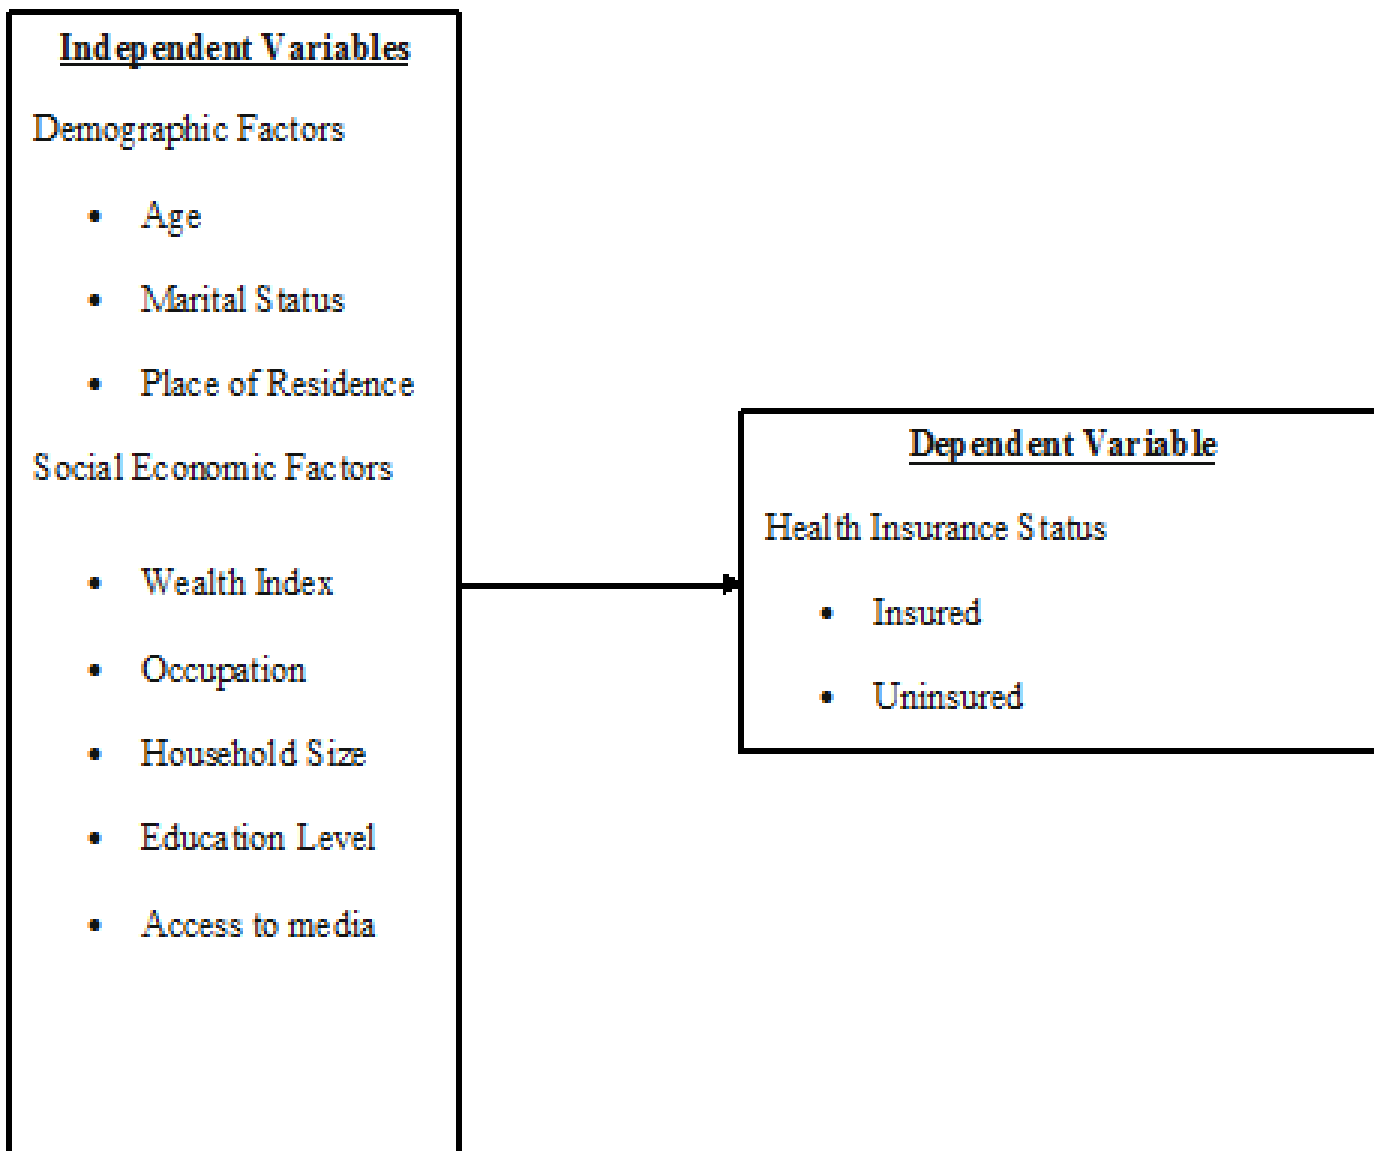 Independent Variables
Demographic Factors
• Age
• Marital Status
• Place of Residence
Social Economic Factors
• Wealth Index
• Occupation
• Household Size
• Education Level
• Access to media
Dependent Variable
Health Insurance Status
• Insured
• Uninsured